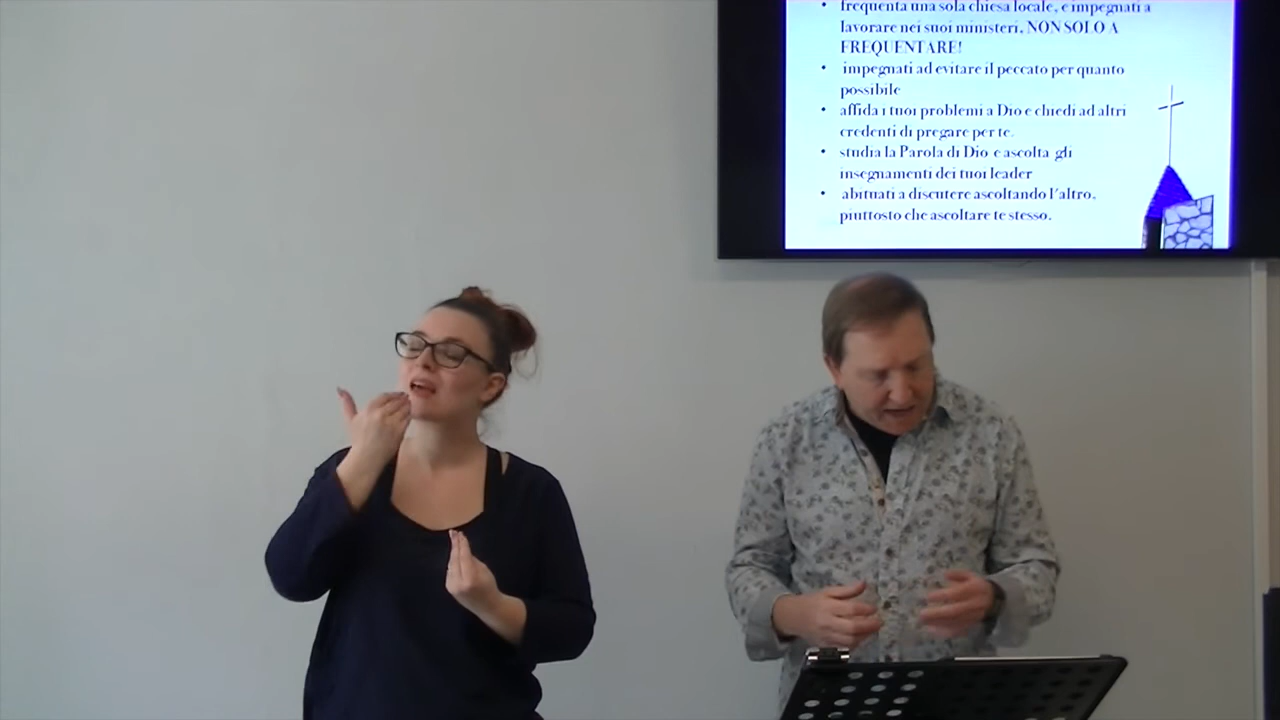 • frequenta una sola chiesa locale, e impegnati a
lavorare nei suoi ministeri, NON SOLO A
FREQUENTARE!
• impegnati ad evitare il peccato per quanto
possibile
• affida i tuoi problemi a Dio e chiedi ad altri
credenti di pregare per te.
• studia la Parola di Dio e ascolta gli
insegnamenti dei tuoi leader
• abituati a discutere ascoltando l'altro,
piuttosto che ascoltare te stesso.